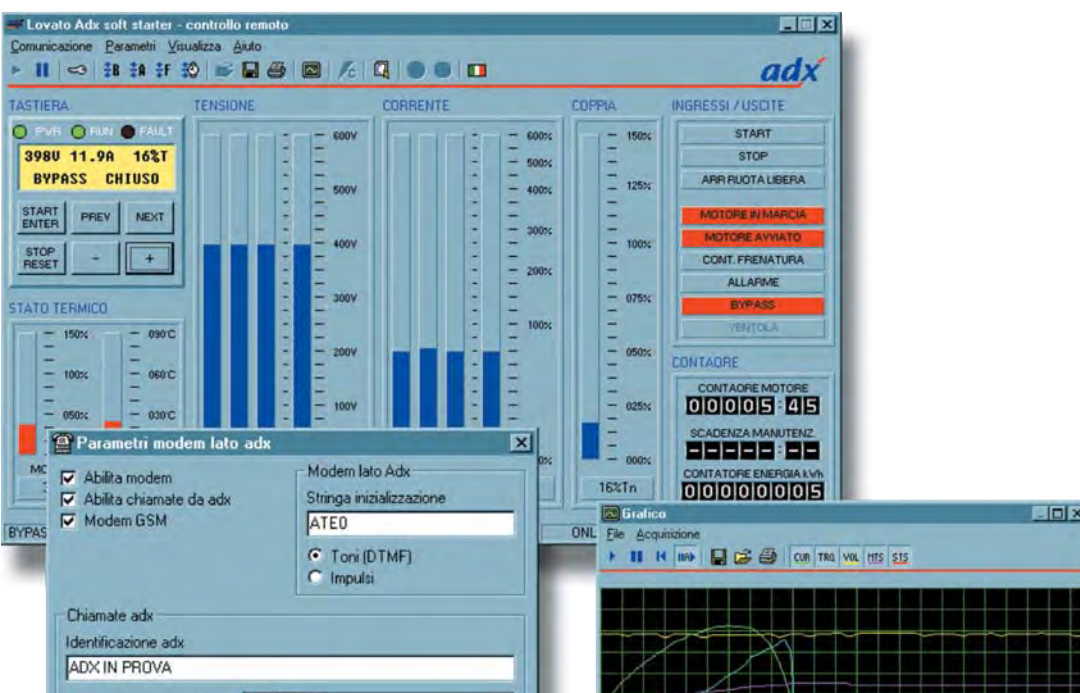 Lovato Adx soft starter - controllo remoto
Comunicazione Parametri Visualizza Aiuto
adx
TASTIERA
PWR RUN FAULT
398V 11.9A 16%T
BYPASS CHIUSO
START ENTER
PREV
NEXT
STOP RESET
-
+
STATO TERMICO
150%
100%
050%
090°C
060°C
030°C
TENSIONE
600V
500V
400V
300V
200V
100V
CORRENTE
600%
500%
400%
300%
200%
100%
COPPIA
150%
125%
100%
075%
050%
025%
000%
16%Tn
INGRESSI / USCITE
START
STOP
ARR RUOTA LIBERA
MOTORE IN MARCIA
MOTORE AVVIATO
CONT. FRENATURA
ALLARME
BYPASS
VENTOLA
CONTAORE
CONTAORE MOTORE
00005:45
SCADENZA MANUTENZ.
-----:--
CONTATORE ENERGIA kWh
00000005
BYPAS
ONL
Parametri modem lato adx
Abilita modem
Abilita chiamate da adx
Modem GSM
Modem lato Adx
Stringa inizializzazione
ATE0
Toni (DTMF)
Impulsi
Chiamate adx
Identificazione adx
ADX IN PROVA
Grafico
File Acquisizione
CUR TRQ VOL MTS STS